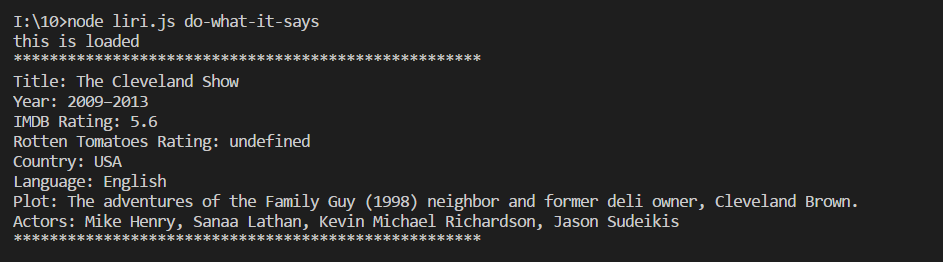 I:\10>node liri.js do-what-it-says
this is loaded
****************************************************
Title: The Cleveland Show
Year: 2009–2013
IMDB Rating: 5.6
Rotten Tomatoes Rating: undefined
Country: USA
Language: English
Plot: The adventures of the Family Guy (1998) neighbor and former deli owner, Cleveland Brown.
Actors: Mike Henry, Sanaa Lathan, Kevin Michael Richardson, Jason Sudeikis
****************************************************